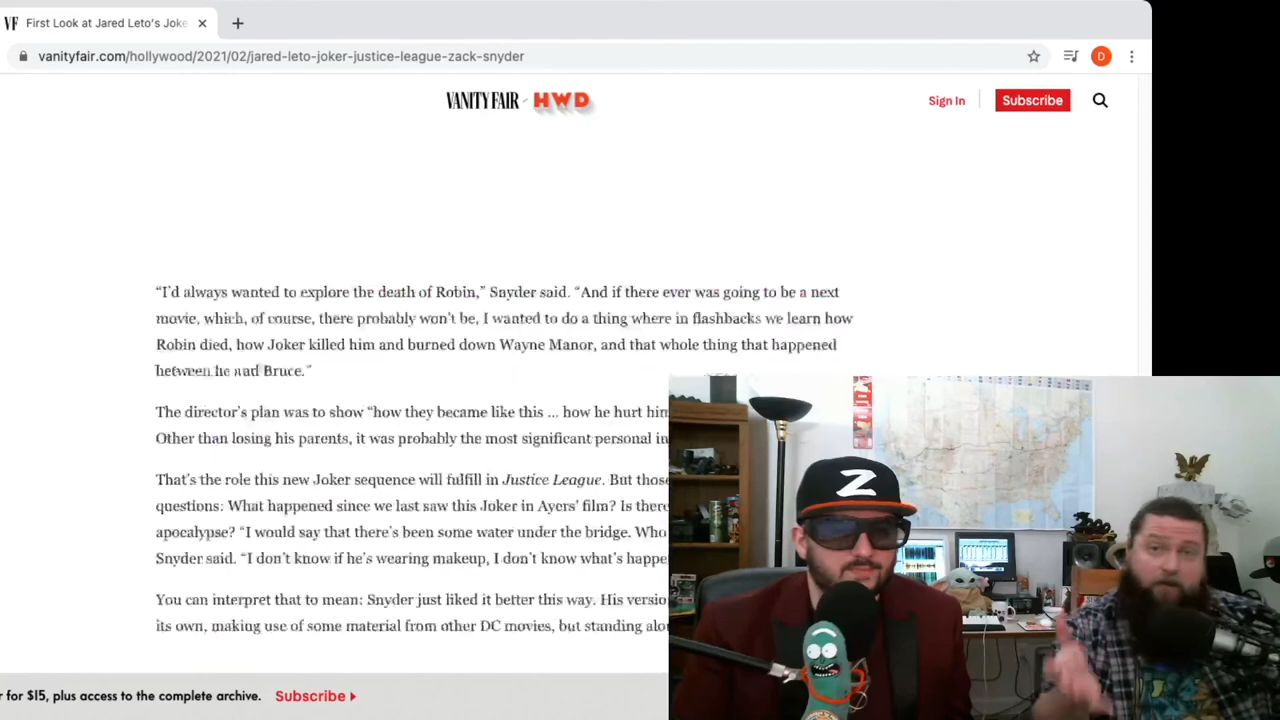 VF First Look at Jared Leto's Joke
vanityfair.com/hollywood/2021/02/jared-leto-joker-justice-league-zack-snyder
D
VANITY FAIR HWD
Sign In
Subscribe
“I’d always wanted to explore the death of Robin,” Snyder said. “And if there ever was going to be a next
movie, which, of course, there probably won’t be, I wanted to do a thing where in flashbacks we learn how
Robin died, how Joker killed him and burned down Wayne Manor, and that whole thing that happened
between he and Bruce.”
The director’s plan was to show “how they became like this ... how he hurt him
Other than losing his parents, it was probably the most significant personal in
That’s the role this new Joker sequence will fulfill in Justice League. But those
questions: What happened since we last saw this Joker in Ayers’ film? Is there
apocalypse? “I would say that there’s been some water under the bridge. Who
Snyder said. “I don’t know if he’s wearing makeup, I don’t know what’s happe
You can interpret that to mean: Snyder just liked it better this way. His versio
its own, making use of some material from other DC movies, but standing alo
r for $15, plus access to the complete archive. Subscribe
Z